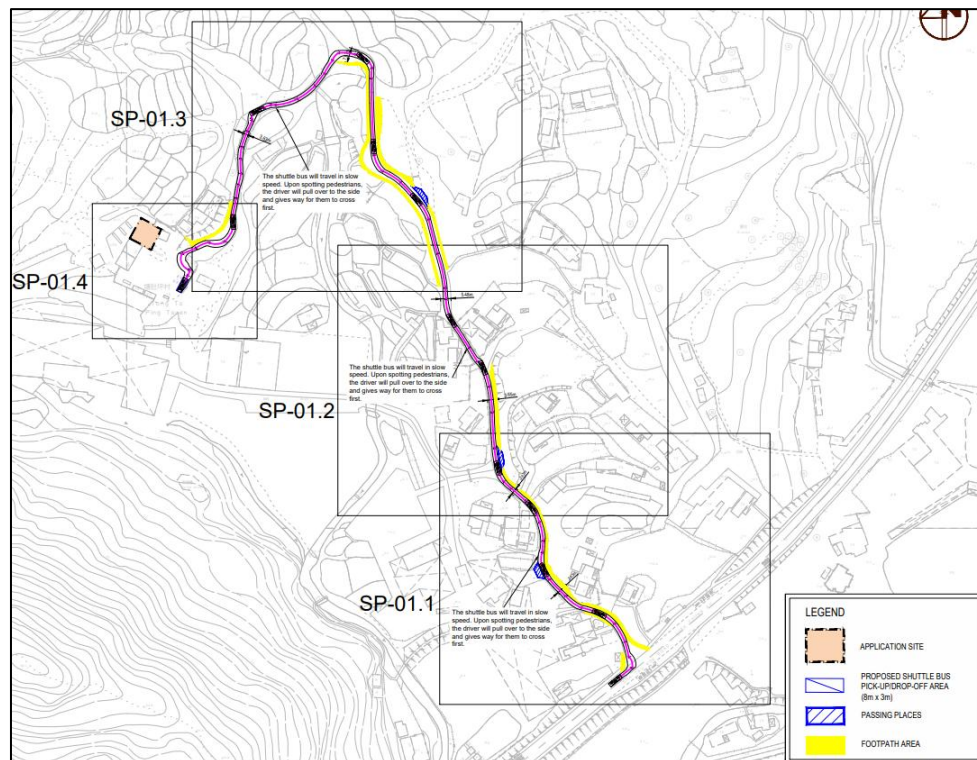 N
SP-01.3
The shuttle bus will travel in slow
speed. Upon spotting pedestrians,
the driver will pull over to the side
and gives way for them to cross
first.
SP-01.4
The shuttle bus will travel in slow
speed. Upon spotting pedestrians,
the driver will pull over to the side
and gives way for them to cross
first.
SP-01.2
SP-01.1
The shuttle bus will travel in slow
speed. Upon spotting pedestrians,
the driver will pull over to the side
and gives way for them to cross
first.
LEGEND
APPLICATION SITE
PROPOSED SHUTTLE BUS
PICK-UP/DROP-OFF AREA
(8m x 3m)
PASSING PLACES
FOOTPATH AREA